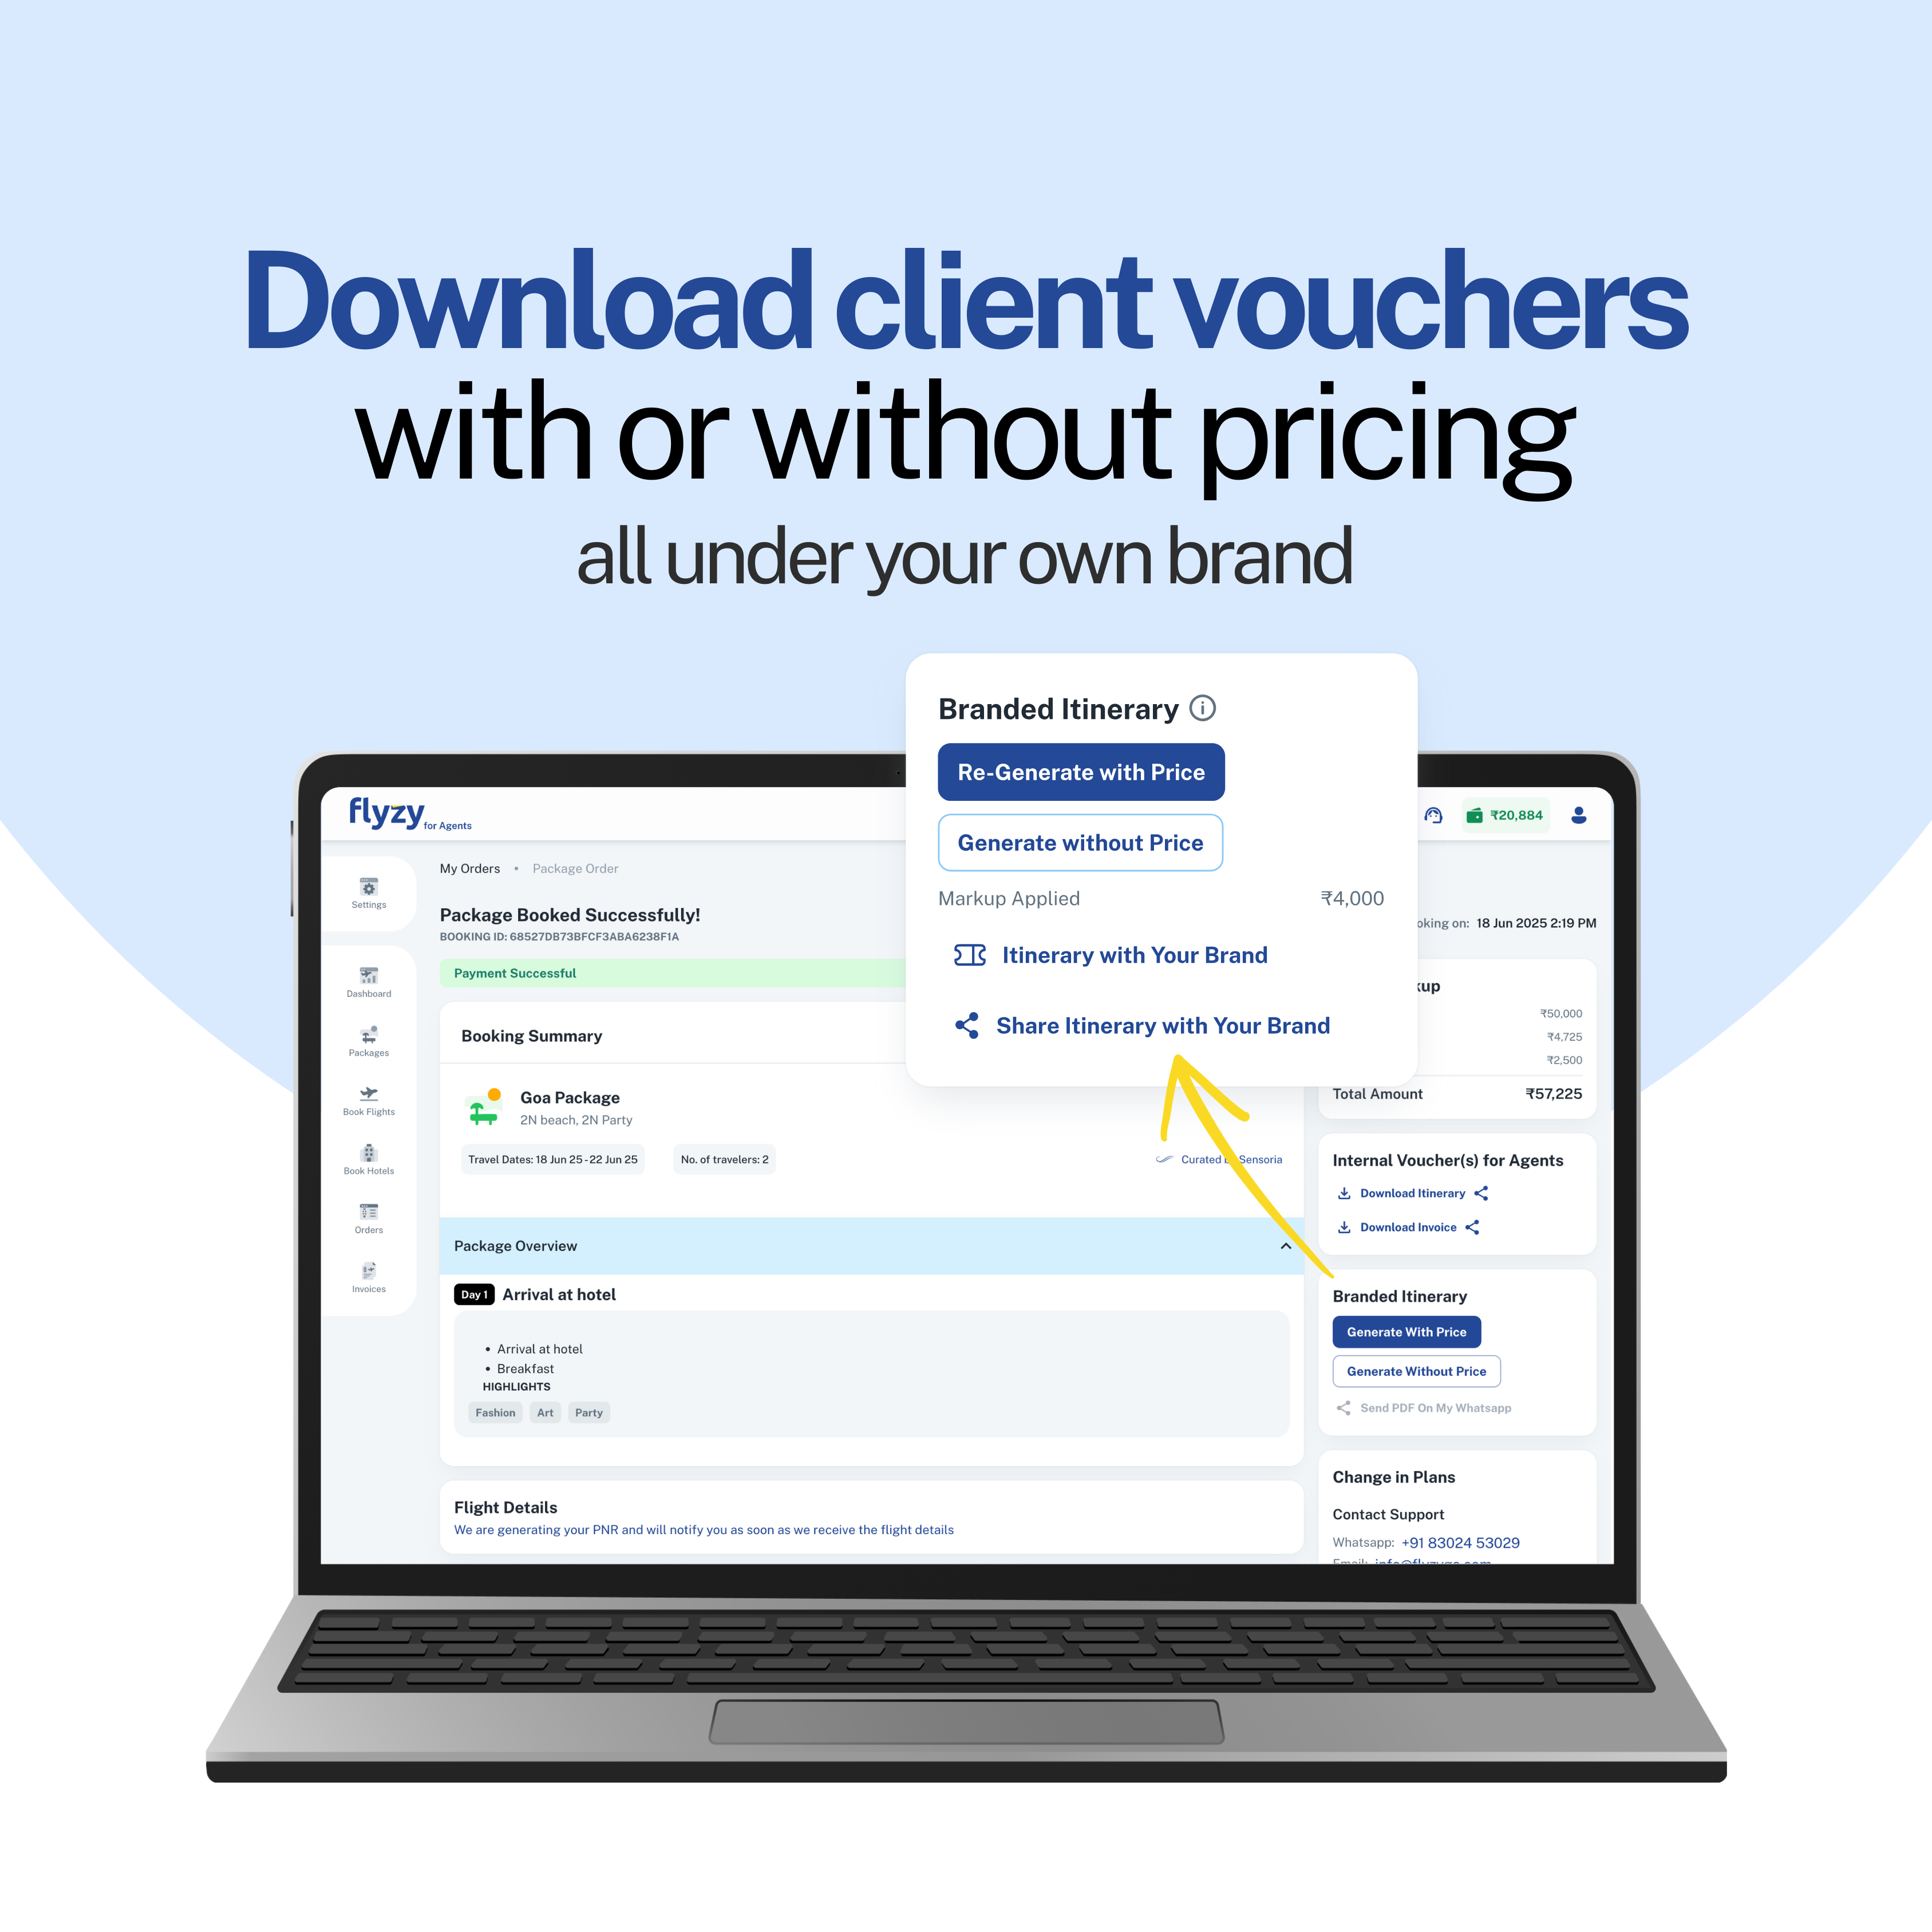 Download client vouchers
with or without pricing
all under your own brand
Branded Itinerary
Re-Generate with Price
Generate without Price
Markup Applied ₹4,000
Itinerary with Your Brand
Share Itinerary with Your Brand
flyzy for Agents
₹20,884
Settings
Dashboard
Packages
Book Flights
Book Hotels
Orders
Invoices
My Orders • Package Order
Package Booked Successfully!
BOOKING ID: 68527DB73BFCF3ABA6238F1A
oking on: 18 Jun 2025 2:19 PM
Payment Successful
Booking Summary
Goa Package
2N beach, 2N Party
Travel Dates: 18 Jun 25-22 Jun 25 No. of travelers: 2
Curated Sensoria
Package Overview
Day 1 Arrival at hotel
• Arrival at hotel
• Breakfast
HIGHLIGHTS
Fashion Art Party
Flight Details
We are generating your PNR and will notify you as soon as we receive the flight details
kup
₹50,000
₹4,725
₹2,500
Total Amount ₹57,225
Internal Voucher(s) for Agents
Download Itinerary
Download Invoice
Branded Itinerary
Generate With Price
Generate Without Price
Send PDF On My Whatsapp
Change in Plans
Contact Support
Whatsapp: +91 83024 53029